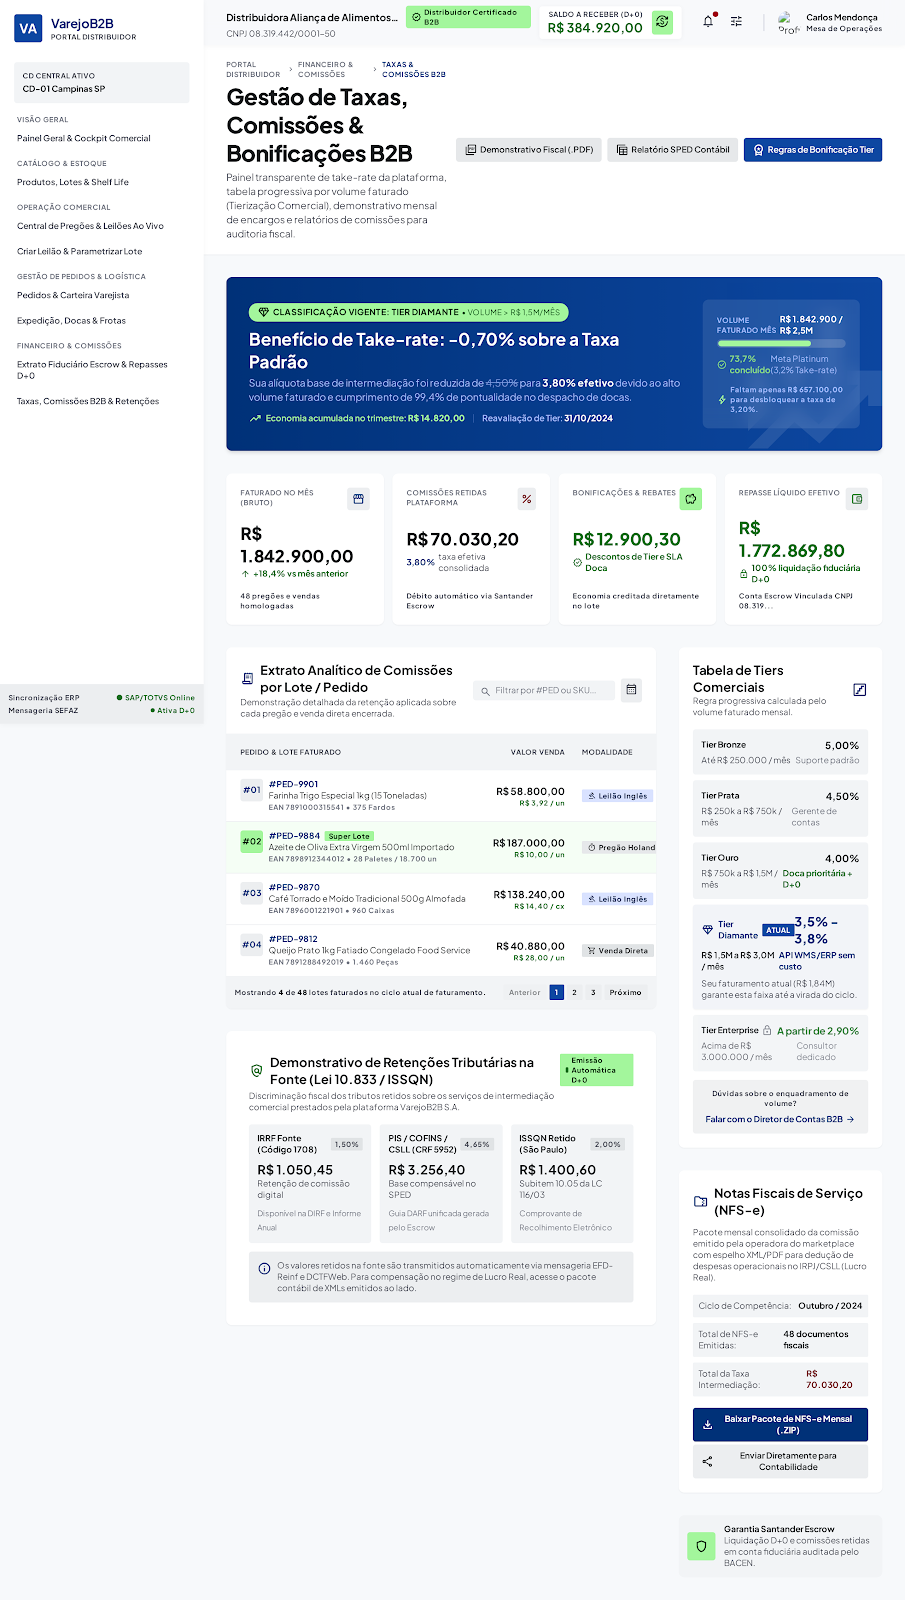 VA
VarejoB2B
PORTAL DISTRIBUIDOR
CD CENTRAL ATIVO
CD-01 Campinas SP
VISÃO GERAL
Painel Geral & Cockpit Comercial
CATÁLOGO & ESTOQUE
Produtos, Lotes & Shelf Life
OPERAÇÃO COMERCIAL
Central de Pregões & Leilões Ao Vivo
Criar Leilão & Parametrizar Lote
GESTÃO DE PEDIDOS & LOGÍSTICA
Pedidos & Carteira Varejista
Expedição, Docas & Frotas
FINANCEIRO & COMISSÕES
Extrato Fiduciário Escrow & Repasses
D+0
Taxas, Comissões B2B & Retenções
Sincronização ERP
SAP/TOTVS Online
Mensageria SEFAZ
Ativa D+0
Distribuidora Aliança de Alimentos...
CNPJ 08.319.442/0001-50
Distribuidor Certificado
B2B
SALDO A RECEBER (D+0)
R$ 384.920,00
Carlos Mendonça
Mesa de Operações
PORTAL
DISTRIBUIDOR
FINANCEIRO &
COMISSÕES
TAXAS &
COMISSÕES B2B
Gestão de Taxas,
Comissões &
Bonificações B2B
Painel transparente de take-rate da plataforma,
tabela progressiva por volume faturado
(Tierização Comercial), demonstrativo mensal
de encargos e relatórios de comissões para
auditoria fiscal.
Demonstrativo Fiscal (.PDF)
Relatório SPED Contábil
Regras de Bonificação Tier
CLASSIFICAÇÃO VIGENTE: TIER DIAMANTE • VOLUME > R$ 1,5M/MÊS
Benefício de Take-rate: -0,70% sobre a Taxa
Padrão
Sua alíquota base de intermediação foi reduzida de 4,50% para 3,80% efetivo devido ao alto
volume faturado e cumprimento de 99,4% de pontualidade no despacho de docas.
Economia acumulada no trimestre: R$ 14.820,00
Reavaliação de Tier: 31/10/2024
VOLUME
FATURADO MÊS
R$ 1.842.900 /
R$ 2,5M
73,7%
concluído
Meta Platinum
(3,2% Take-rate)
Faltam apenas R$ 657.100,00
para desbloquear a taxa de
3,20%.
FATURADO NO MÊS
(BRUTO)
R$
1.842.900,00
+18,4% vs mês anterior
48 pregões e vendas
homologadas
COMISSÕES RETIDAS
PLATAFORMA
R$ 70.030,20
3,80%
taxa efetiva
consolidada
Débito automático via Santander
Escrow
BONIFICAÇÕES & REBATES
R$ 12.900,30
Descontos de Tier e SLA
Doca
Economia creditada diretamente
no lote
REPASSE LÍQUIDO EFETIVO
R$
1.772.869,80
100% liquidação fiduciária
D+0
Conta Escrow Vinculada CNPJ
08.319...
Extrato Analítico de Comissões
por Lote / Pedido
Demonstração detalhada da retenção aplicada sobre
cada pregão e venda direta encerrada.
Filtrar por #PED ou SKU...
PEDIDO & LOTE FATURADO
VALOR VENDA
MODALIDADE
#01
#PED-9901
Farinha Trigo Especial 1kg (15 Toneladas)
EAN 7891000315541 • 375 Fardos
R$ 58.800,00
R$ 3,92 / un
Leilão Inglês
#02
#PED-9884
Super Lote
Azeite de Oliva Extra Virgem 500ml Importado
EAN 7898912344012 • 28 Paletes / 18.700 un
R$ 187.000,00
R$ 10,00 / un
Pregão Holand
#03
#PED-9870
Café Torrado e Moído Tradicional 500g Almofada
EAN 7896001221901 • 960 Caixas
R$ 138.240,00
R$ 14,40 / cx
Leilão Inglês
#04
#PED-9812
Queijo Prato 1kg Fatiado Congelado Food Service
EAN 7891288492019 • 1.460 Peças
R$ 40.880,00
R$ 28,00 / un
Venda Direta
Mostrando 4 de 48 lotes faturados no ciclo atual de faturamento.
Anterior
1
2
3
Próximo
Demonstrativo de Retenções Tributárias na
Fonte (Lei 10.833 / ISSQN)
Discriminação fiscal dos tributos retidos sobre os serviços de intermediação
comercial prestados pela plataforma VarejoB2B S.A.
Emissão
Automática
D+0
IRRF Fonte
(Código 1708)
1,50%
R$ 1.050,45
Retenção de comissão
digital
Disponível na DIRF e Informe
Anual
PIS / COFINS /
CSLL (CRF 5952)
4,65%
R$ 3.256,40
Base compensável no
SPED
Guia DARF unificada gerada
pelo Escrow
ISSQN Retido
(São Paulo)
2,00%
R$ 1.400,60
Subitem 10.05 da LC
116/03
Comprovante de
Recolhimento Eletrônico
Os valores retidos na fonte são transmitidos automaticamente via mensageria EFD-
Reinf e DCTFWeb. Para compensação no regime de Lucro Real, acesse o pacote
contábil de XMLs emitidos ao lado.
Tabela de Tiers
Comerciais
Regra progressiva calculada pelo
volume faturado mensal.
Tier Bronze
5,00%
Até R$ 250.000 / mês
Suporte padrão
Tier Prata
4,50%
R$ 250k a R$ 750k /
mês
Gerente de
contas
Tier Ouro
4,00%
R$ 750k a R$ 1,5M /
mês
Doca prioritária +
D+0
Tier
Diamante
ATUAL
3,5% -
3,8%
R$ 1,5M a R$ 3,0M
/ mês
API WMS/ERP sem
custo
Seu faturamento atual (R$ 1,84M)
garante esta faixa até a virada do ciclo.
Tier Enterprise
A partir de 2,90%
Acima de R$
3.000.000 / mês
Consultor
dedicado
Dúvidas sobre o enquadramento de
volume?
Falar com o Diretor de Contas B2B →
Notas Fiscais de Serviço
(NFS-e)
Pacote mensal consolidado da comissão
emitido pela operadora do marketplace
com espelho XML/PDF para dedução de
despesas operacionais no IRPJ/CSLL (Lucro
Real).
Ciclo de Competência:
Outubro / 2024
Total de NFS-e
Emitidas:
48 documentos
fiscais
Total da Taxa
Intermediação:
R$
70.030,20
Baixar Pacote de NFS-e Mensal
(.ZIP)
Enviar Diretamente para
Contabilidade
Garantia Santander Escrow
Liquidação D+0 e comissões retidas
em conta fiduciária auditada pelo
BACEN.